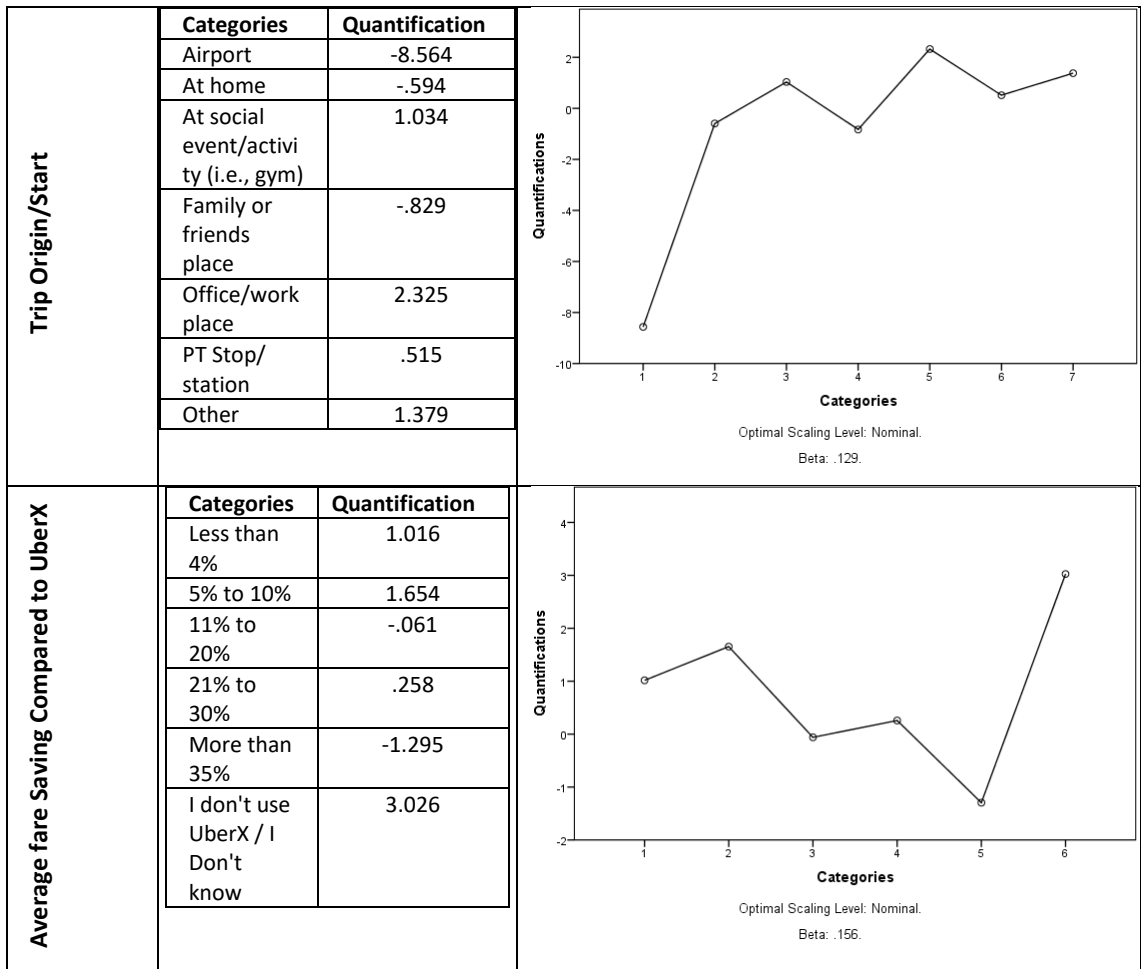 Trip Origin/Start
Categories Quantification
Airport -8.564
At home -.594
At social 1.034
event/activi
ty (i.e., gym)
Family or -.829
friends
place
Office/work 2.325
place
PT Stop/ .515
station
Other 1.379
Quantifications
2
0
-2
-4
-6
-8
-10
1 2 3 4 5 6 7
Categories
Optimal Scaling Level: Nominal.
Beta: .129.
Average fare Saving Compared to UberX
Categories Quantification
Less than 1.016
4%
5% to 10% 1.654
11% to -.061
20%
21% to .258
30%
More than -1.295
35%
I don't use 3.026
UberX / I
Don't
know
Quantifications
4
3
2
1
0
-1
-2
1 2 3 4 5 6
Categories
Optimal Scaling Level: Nominal.
Beta: .156.